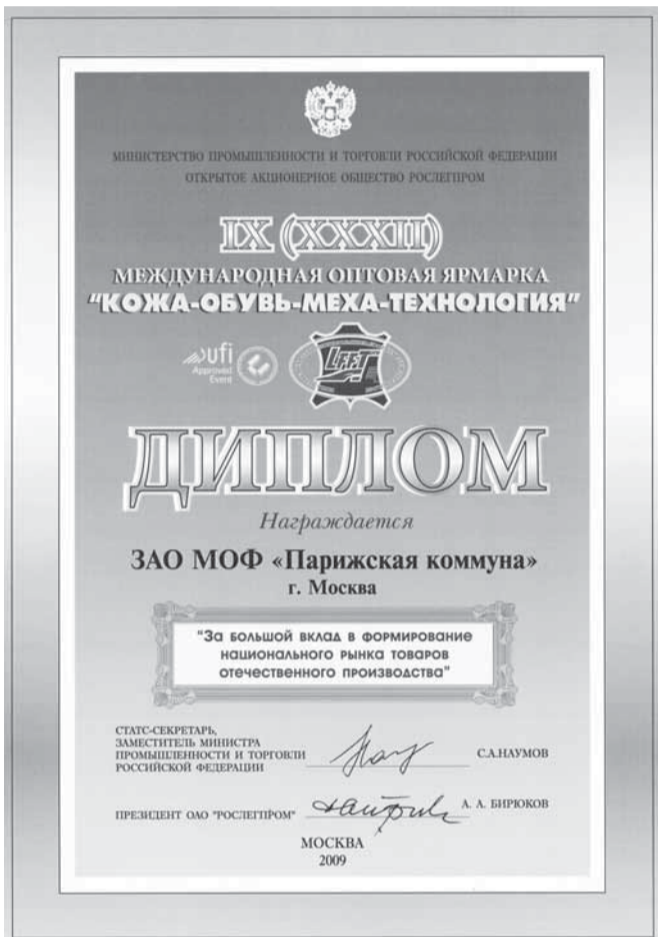 МИНИСТЕРСТВО ПРОМЫШЛЕННОСТИ И ТОРГОВЛИ РОССИЙСКОЙ ФЕДЕРАЦИИ
ОТКРЫТОЕ АКЦИОНЕРНОЕ ОБЩЕСТВО РОСЛЕГПРОМ
IX (XXXII)
МЕЖДУНАРОДНАЯ ОПТОВАЯ ЯРМАРКА
"КОЖА-ОБУВЬ-МЕХА-ТЕХНОЛОГИЯ"
ufi
Approved
Event
LFFT
ДИПЛОМ
Награждается
ЗАО МОФ «Парижская коммуна»
г. Москва
"За большой вклад в формирование
национального рынка товаров
отечественного производства"
СТАТС-СЕКРЕТАРЬ,
ЗАМЕСТИТЕЛЬ МИНИСТРА
ПРОМЫШЛЕННОСТИ И ТОРГОВЛИ
РОССИЙСКОЙ ФЕДЕРАЦИИ
С.А.НАУМОВ
ПРЕЗИДЕНТ ОАО "РОСЛЕГПРОМ"
А. А. БИРЮКОВ
МОСКВА
2009